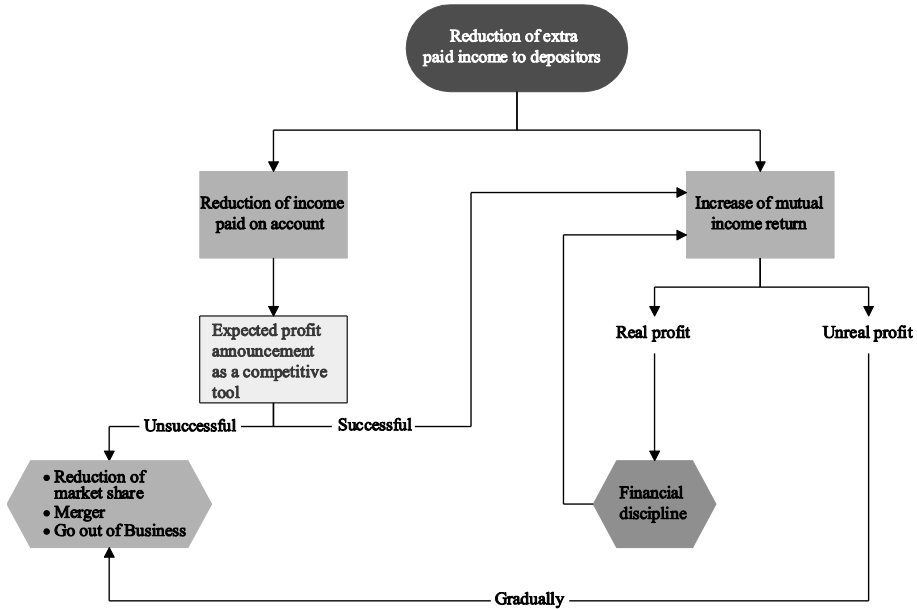 Reduction of extra
paid income to depositors
Reduction of income
paid on account
Increase of mutual
income return
Expected profit
announcement
as a competitive
tool
Real profit
Unreal profit
Unsuccessful
Successful
• Reduction of
market share
• Merger
• Go out of Business
Financial
discipline
Gradually